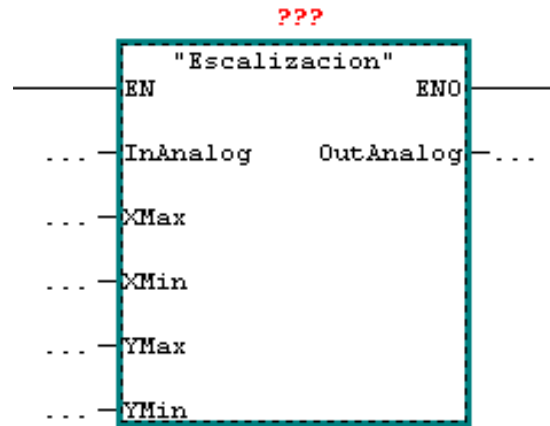 ???
"Escalizacion"
EN ENO
... InAnalog OutAnalog ...
... XMax
... XMin
... YMax
... YMin